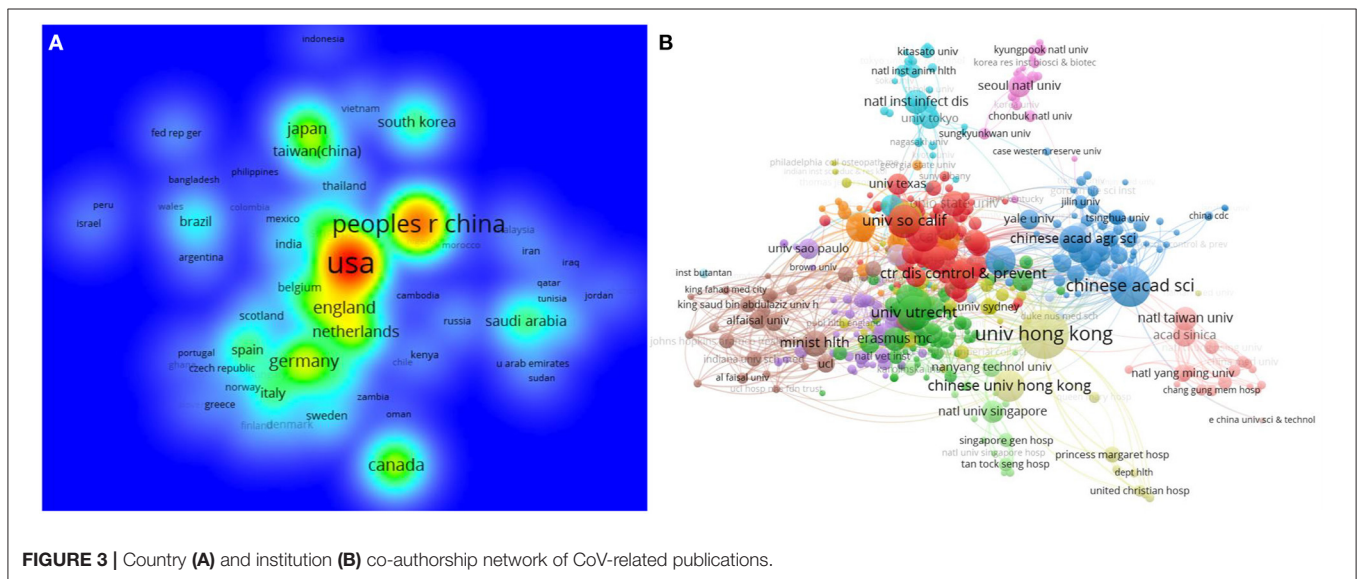 A
indonesia
vietnam
south korea
japan
taiwan(china)
fed rep ger
philippines
bangladesh
thailand
peru
wales
colombia
israel
brazil
mexico
peoples r china
morocco
argentina
india
iran
usa
iraq
qatar
belgium
cambodia
tunisia
jordan
england
scotland
netherlands
russia
saudi arabia
portugal
spain
germany
czech republic
chile
kenya
u arab emirates
sudan
norway
italy
greece
zambia
sweden
oman
finland
denmark
canada
B
kitasato univ
natl inst anim hlth
natl inst infect dis
univ tokyo
nagasaki univ
kyungpook natl univ
korea res inst biosci & biotec
seoul natl univ
chonbuk natl univ
sungkyunkwan univ
case western reserve univ
georgia state univ
univ texas
ohio state univ
univ so calif
yale univ
jilin univ
tsinghua univ
china cdc
chinese acad agr sci
univ sao paulo
brown univ
inst butantan
ctr dis control & prevent
chinese acad sci
king fahad med city
king saud bin abdulaziz univ h
alfaisal univ
univ utrecht
univ sydney
duke nus med sch
univ hong kong
natl taiwan univ
acad sinica
minist hlth
erasmus mc
natl vet inst
ucl
nanyang technol univ
al faisal univ
chinese univ hong kong
natl yang ming univ
chang gung mem hosp
natl univ singapore
e china univ sci & technol
singapore gen hosp
natl univ singapore hosp
tan tock seng hosp
princess margaret hosp
dept hlth
united christian hosp
FIGURE 3 | Country (A) and institution (B) co-authorship network of CoV-related publications.